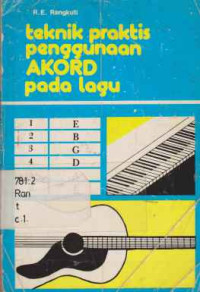 R.E. Rangkuti
teknik praktis
penggunaan
AKORD
pada lagu
1 E
2 B
3 G
4 D
781.2
Ran
t
c.1.